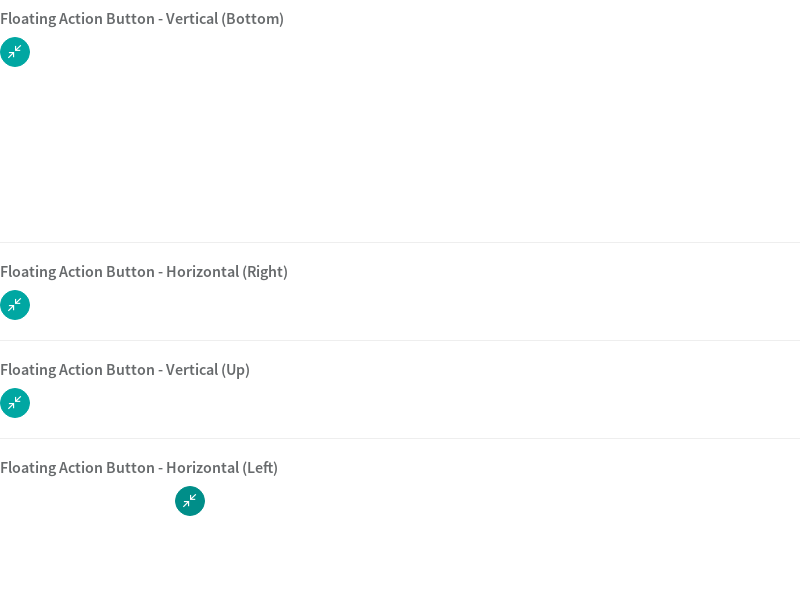 Floating Action Button - Vertical (Bottom)
Floating Action Button - Horizontal (Right)
Floating Action Button - Vertical (Up)
Floating Action Button - Horizontal (Left)